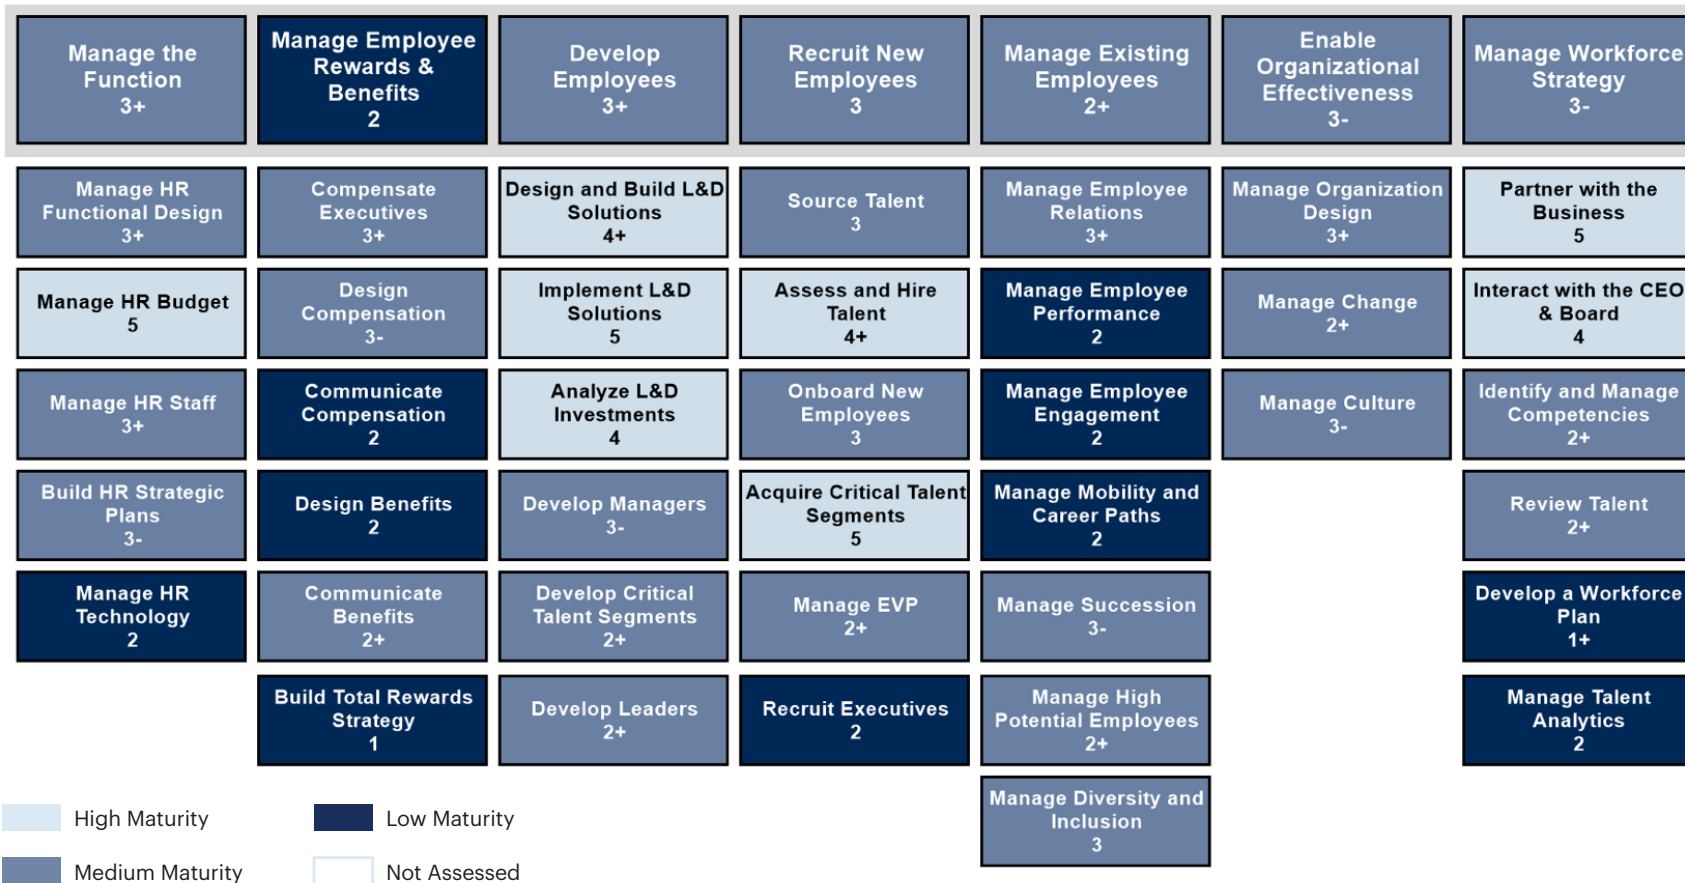 Manage the
Function
3+
Manage Employee
Rewards &
Benefits
2
Develop
Employees
3+
Recruit New
Employees
3
Manage Existing
Employees
2+
Enable
Organizational
Effectiveness
3-
Manage Workforce
Strategy
3-
Manage HR
Functional Design
3+
Compensate
Executives
3+
Design and Build L&D
Solutions
4+
Source Talent
3
Manage Employee
Relations
3+
Manage Organization
Design
3+
Partner with the
Business
5
Manage HR Budget
5
Design
Compensation
3-
Implement L&D
Solutions
5
Assess and Hire
Talent
4+
Manage Employee
Performance
2
Manage Change
2+
Interact with the CEO
& Board
4
Manage HR Staff
3+
Communicate
Compensation
2
Analyze L&D
Investments
4
Onboard New
Employees
3
Manage Employee
Engagement
2
Manage Culture
3-
Identify and Manage
Competencies
2+
Build HR Strategic
Plans
3-
Design Benefits
2
Develop Managers
3-
Acquire Critical Talent
Segments
5
Manage Mobility and
Career Paths
2
Review Talent
2+
Manage HR
Technology
2
Communicate
Benefits
2+
Develop Critical
Talent Segments
2+
Manage EVP
2+
Manage Succession
3-
Develop a Workforce
Plan
1+
Build Total Rewards
Strategy
1
Develop Leaders
2+
Recruit Executives
2
Manage High
Potential Employees
2+
Manage Talent
Analytics
2
Manage Diversity and
Inclusion
3
High Maturity
Low Maturity
Medium Maturity
Not Assessed